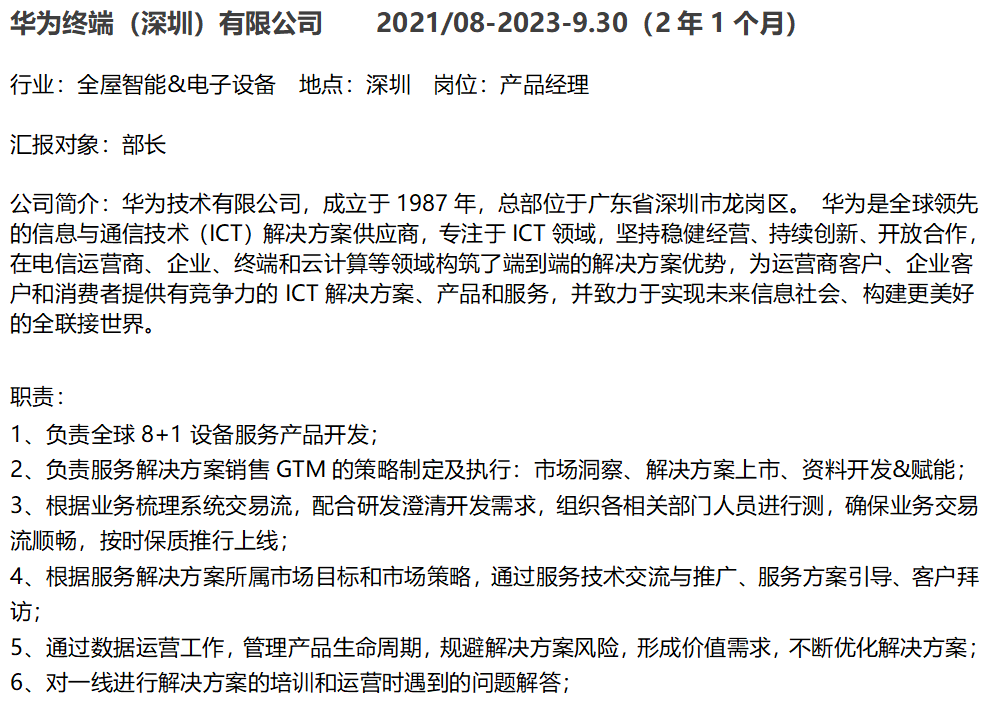 华为终端（深圳）有限公司 2021/08-2023-9.30（2 年 1 个月）
行业：全屋智能&电子设备 地点：深圳 岗位：产品经理
汇报对象：部长
公司简介：华为技术有限公司，成立于 1987 年，总部位于广东省深圳市龙岗区。 华为是全球领先
的信息与通信技术（ICT）解决方案供应商，专注于 ICT 领域，坚持稳健经营、持续创新、开放合作，
在电信运营商、企业、终端和云计算等领域构筑了端到端的解决方案优势，为运营商客户、企业客
户和消费者提供有竞争力的 ICT 解决方案、产品和服务，并致力于实现未来信息社会、构建更美好
的全联接世界。
职责：
1、负责全球 8+1 设备服务产品开发；
2、负责服务解决方案销售 GTM 的策略制定及执行：市场洞察、解决方案上市、资料开发&赋能；
3、根据业务梳理系统交易流，配合研发澄清开发需求，组织各相关部门人员进行测，确保业务交易
流顺畅，按时保质推行上线；
4、根据服务解决方案所属市场目标和市场策略，通过服务技术交流与推广、服务方案引导、客户拜
访；
5、通过数据运营工作，管理产品生命周期，规避解决方案风险，形成价值需求，不断优化解决方案；
6、对一线进行解决方案的培训和运营时遇到的问题解答；